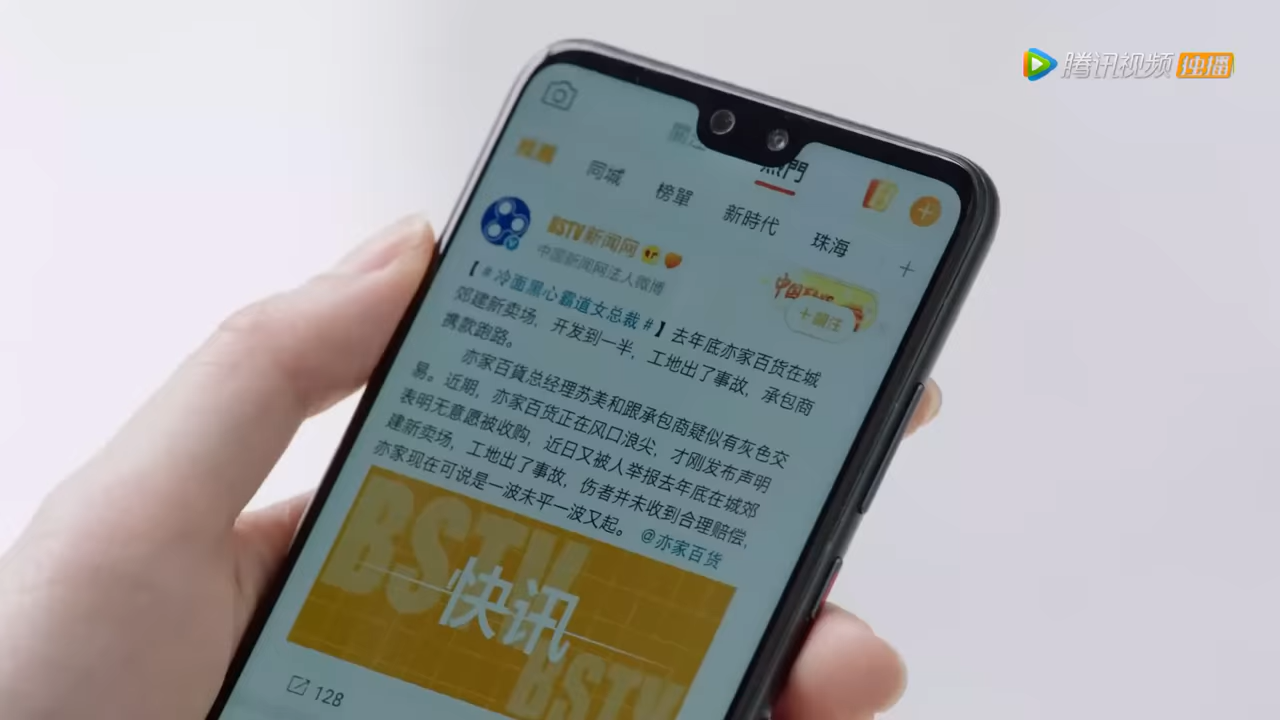 腾讯视频 独播
热門
同城 榜單 新時代 珠海
BSTV新闻网
中国新闻网法人微博
【#冷面黑心霸道女总裁#】去年底亦家百货在城
郊建新卖场，开发到一半，工地出了事故，承包商
携款跑路。
亦家百貨总经理苏美和跟承包商疑似有灰色交
易。近期，亦家百货正在风口浪尖，才刚发布声明
表明无意愿被收购，近日又被人举报去年底在城郊
建新卖场，工地出了事故，伤者并未收到合理赔偿，
亦家现在可说是一波未平一波又起。 @亦家百货
BSTV
快讯
BSTV
128